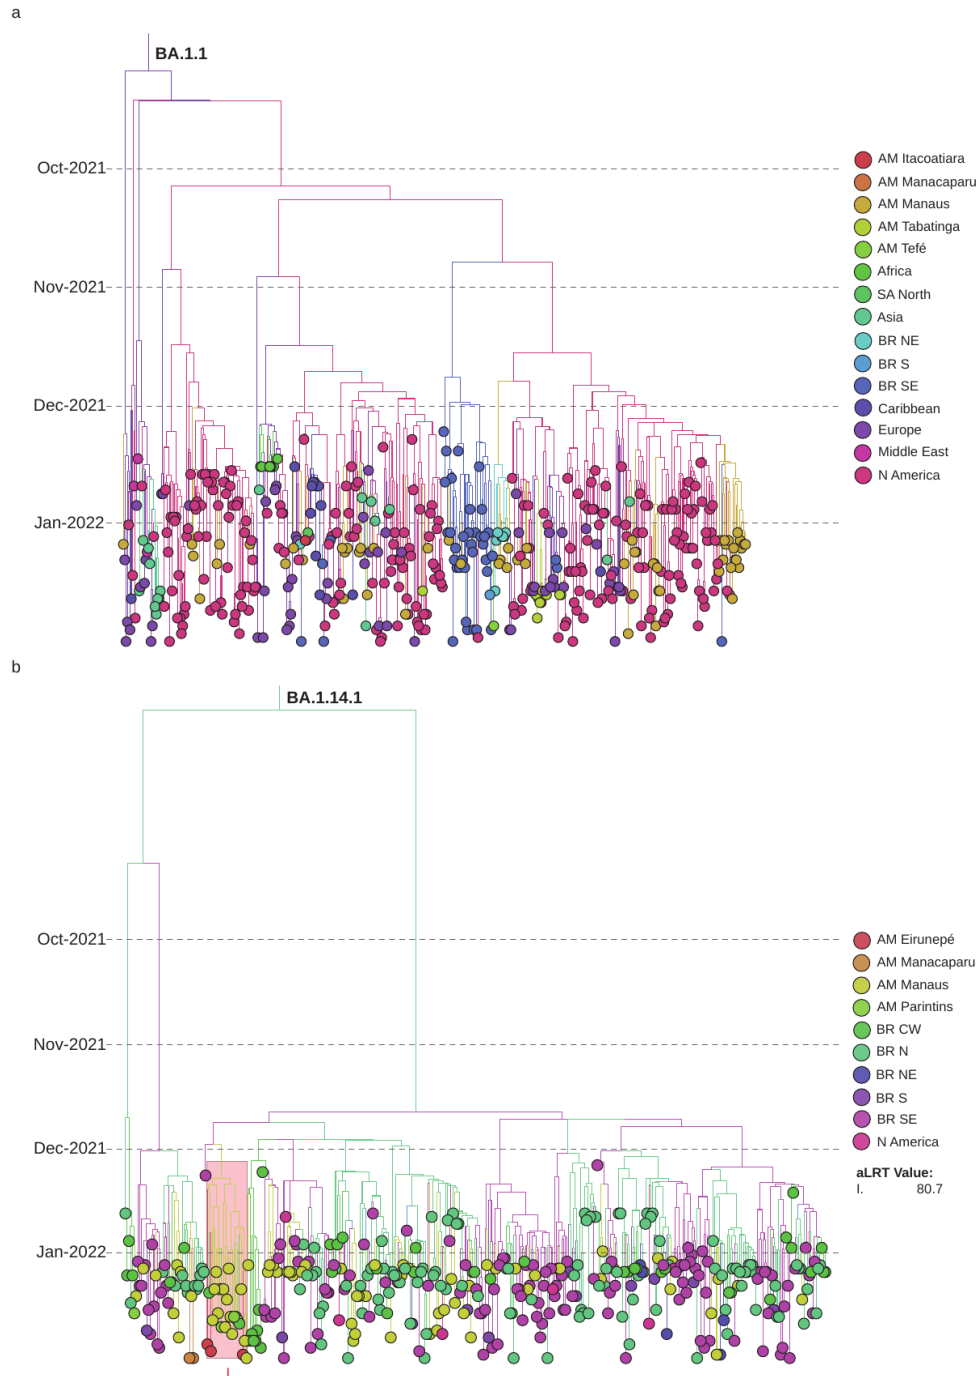 a
BA.1.1
Oct-2021
Nov-2021
Dec-2021
Jan-2022
AM Itacoatiara
AM Manacaparu
AM Manaus
AM Tabatinga
AM Tefé
Africa
SA North
Asia
BR NE
BR S
BR SE
Caribbean
Europe
Middle East
N America
b
BA.1.14.1
Oct-2021
Nov-2021
Dec-2021
Jan-2022
AM Eirunepé
AM Manacaparu
AM Manaus
AM Parintins
BR CW
BR N
BR NE
BR S
BR SE
N America
aLRT Value:
I. 80.7